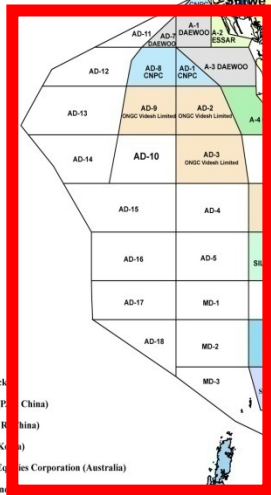 CNPC
A-1
DAEWOO
A-2
ESSAR
AD-11
AD-7
DAEWOO
AD-12
AD-8
CNPC
AD-1
CNPC
A-3 DAEWOO
AD-13
AD-9
ONGC Videsh Limited
AD-2
ONGC Videsh Limited
A-4
AD-14
AD-10
AD-3
ONGC Videsh Limited
AD-15
AD-4
AD-16
AD-5
AD-17
MD-1
AD-18
MD-2
MD-3
China)
China)
Corporation (Australia)